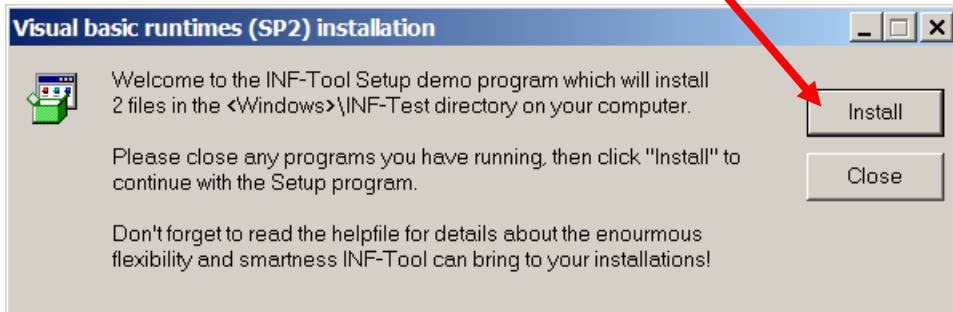 Visual basic runtimes (SP2) installation
Welcome to the INF-Tool Setup demo program which will install
2 files in the <Windows>\INF-Test directory on your computer.
Install
Please close any programs you have running, then click "Install" to
continue with the Setup program.
Close
Don't forget to read the helpfile for details about the enourmous
flexibility and smartness INF-Tool can bring to your installations!